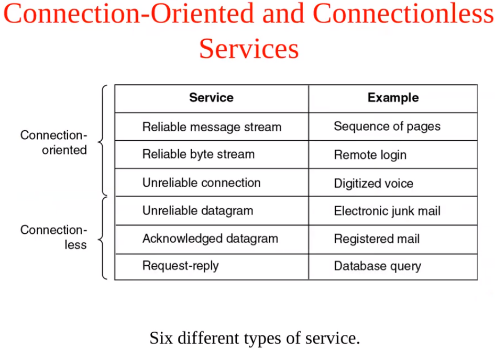 Connection-Oriented and Connectionless
Services
Service Example
Connection-
oriented
Reliable message stream Sequence of pages
Reliable byte stream Remote login
Unreliable connection Digitized voice
Connection-
less
Unreliable datagram Electronic junk mail
Acknowledged datagram Registered mail
Request-reply Database query
Six different types of service.